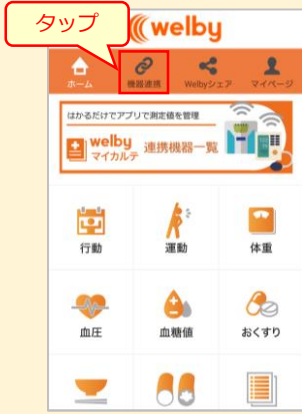 タップ
welby
ホーム
機器連携
Welbyシェア
マイページ
はかるだけでアプリで測定値を管理
welby
マイカルテ
連携機器一覧
行動
運動
体重
血圧
血糖値
おくすり